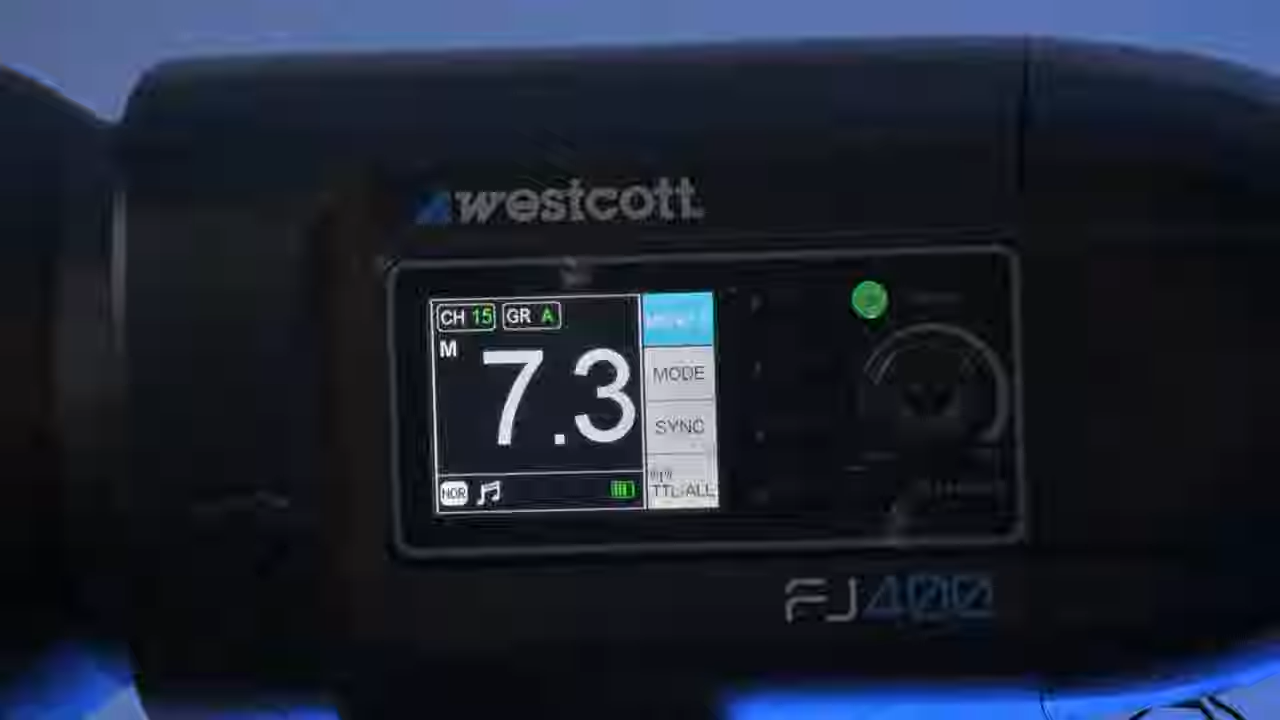 westcott
CH 15 GR A
M
7.3
MODE
SYNC
TTL:ALL
NOR
FJ400